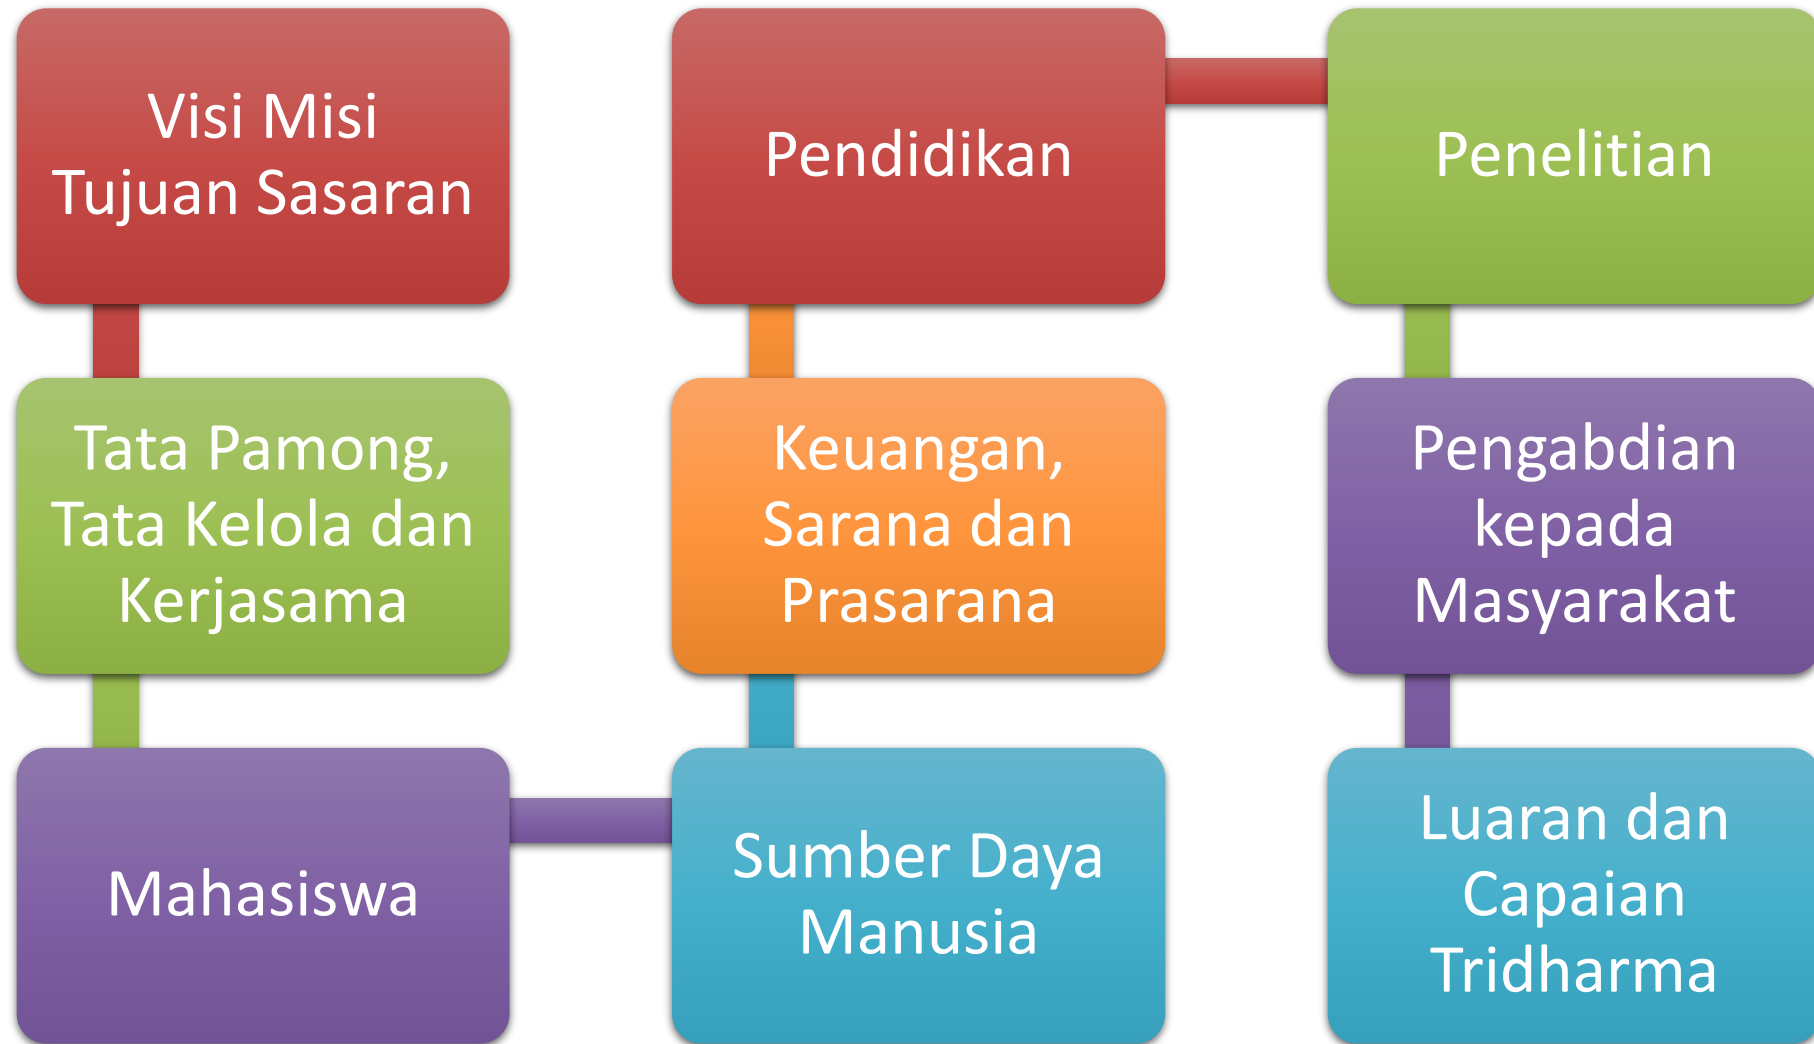 Visi Misi
Tujuan Sasaran
Tata Pamong,
Tata Kelola dan
Kerjasama
Mahasiswa
Sumber Daya
Manusia
Keuangan,
Sarana dan
Prasarana
Pendidikan
Penelitian
Pengabdian
kepada
Masyarakat
Luaran dan
Capaian
Tridharma